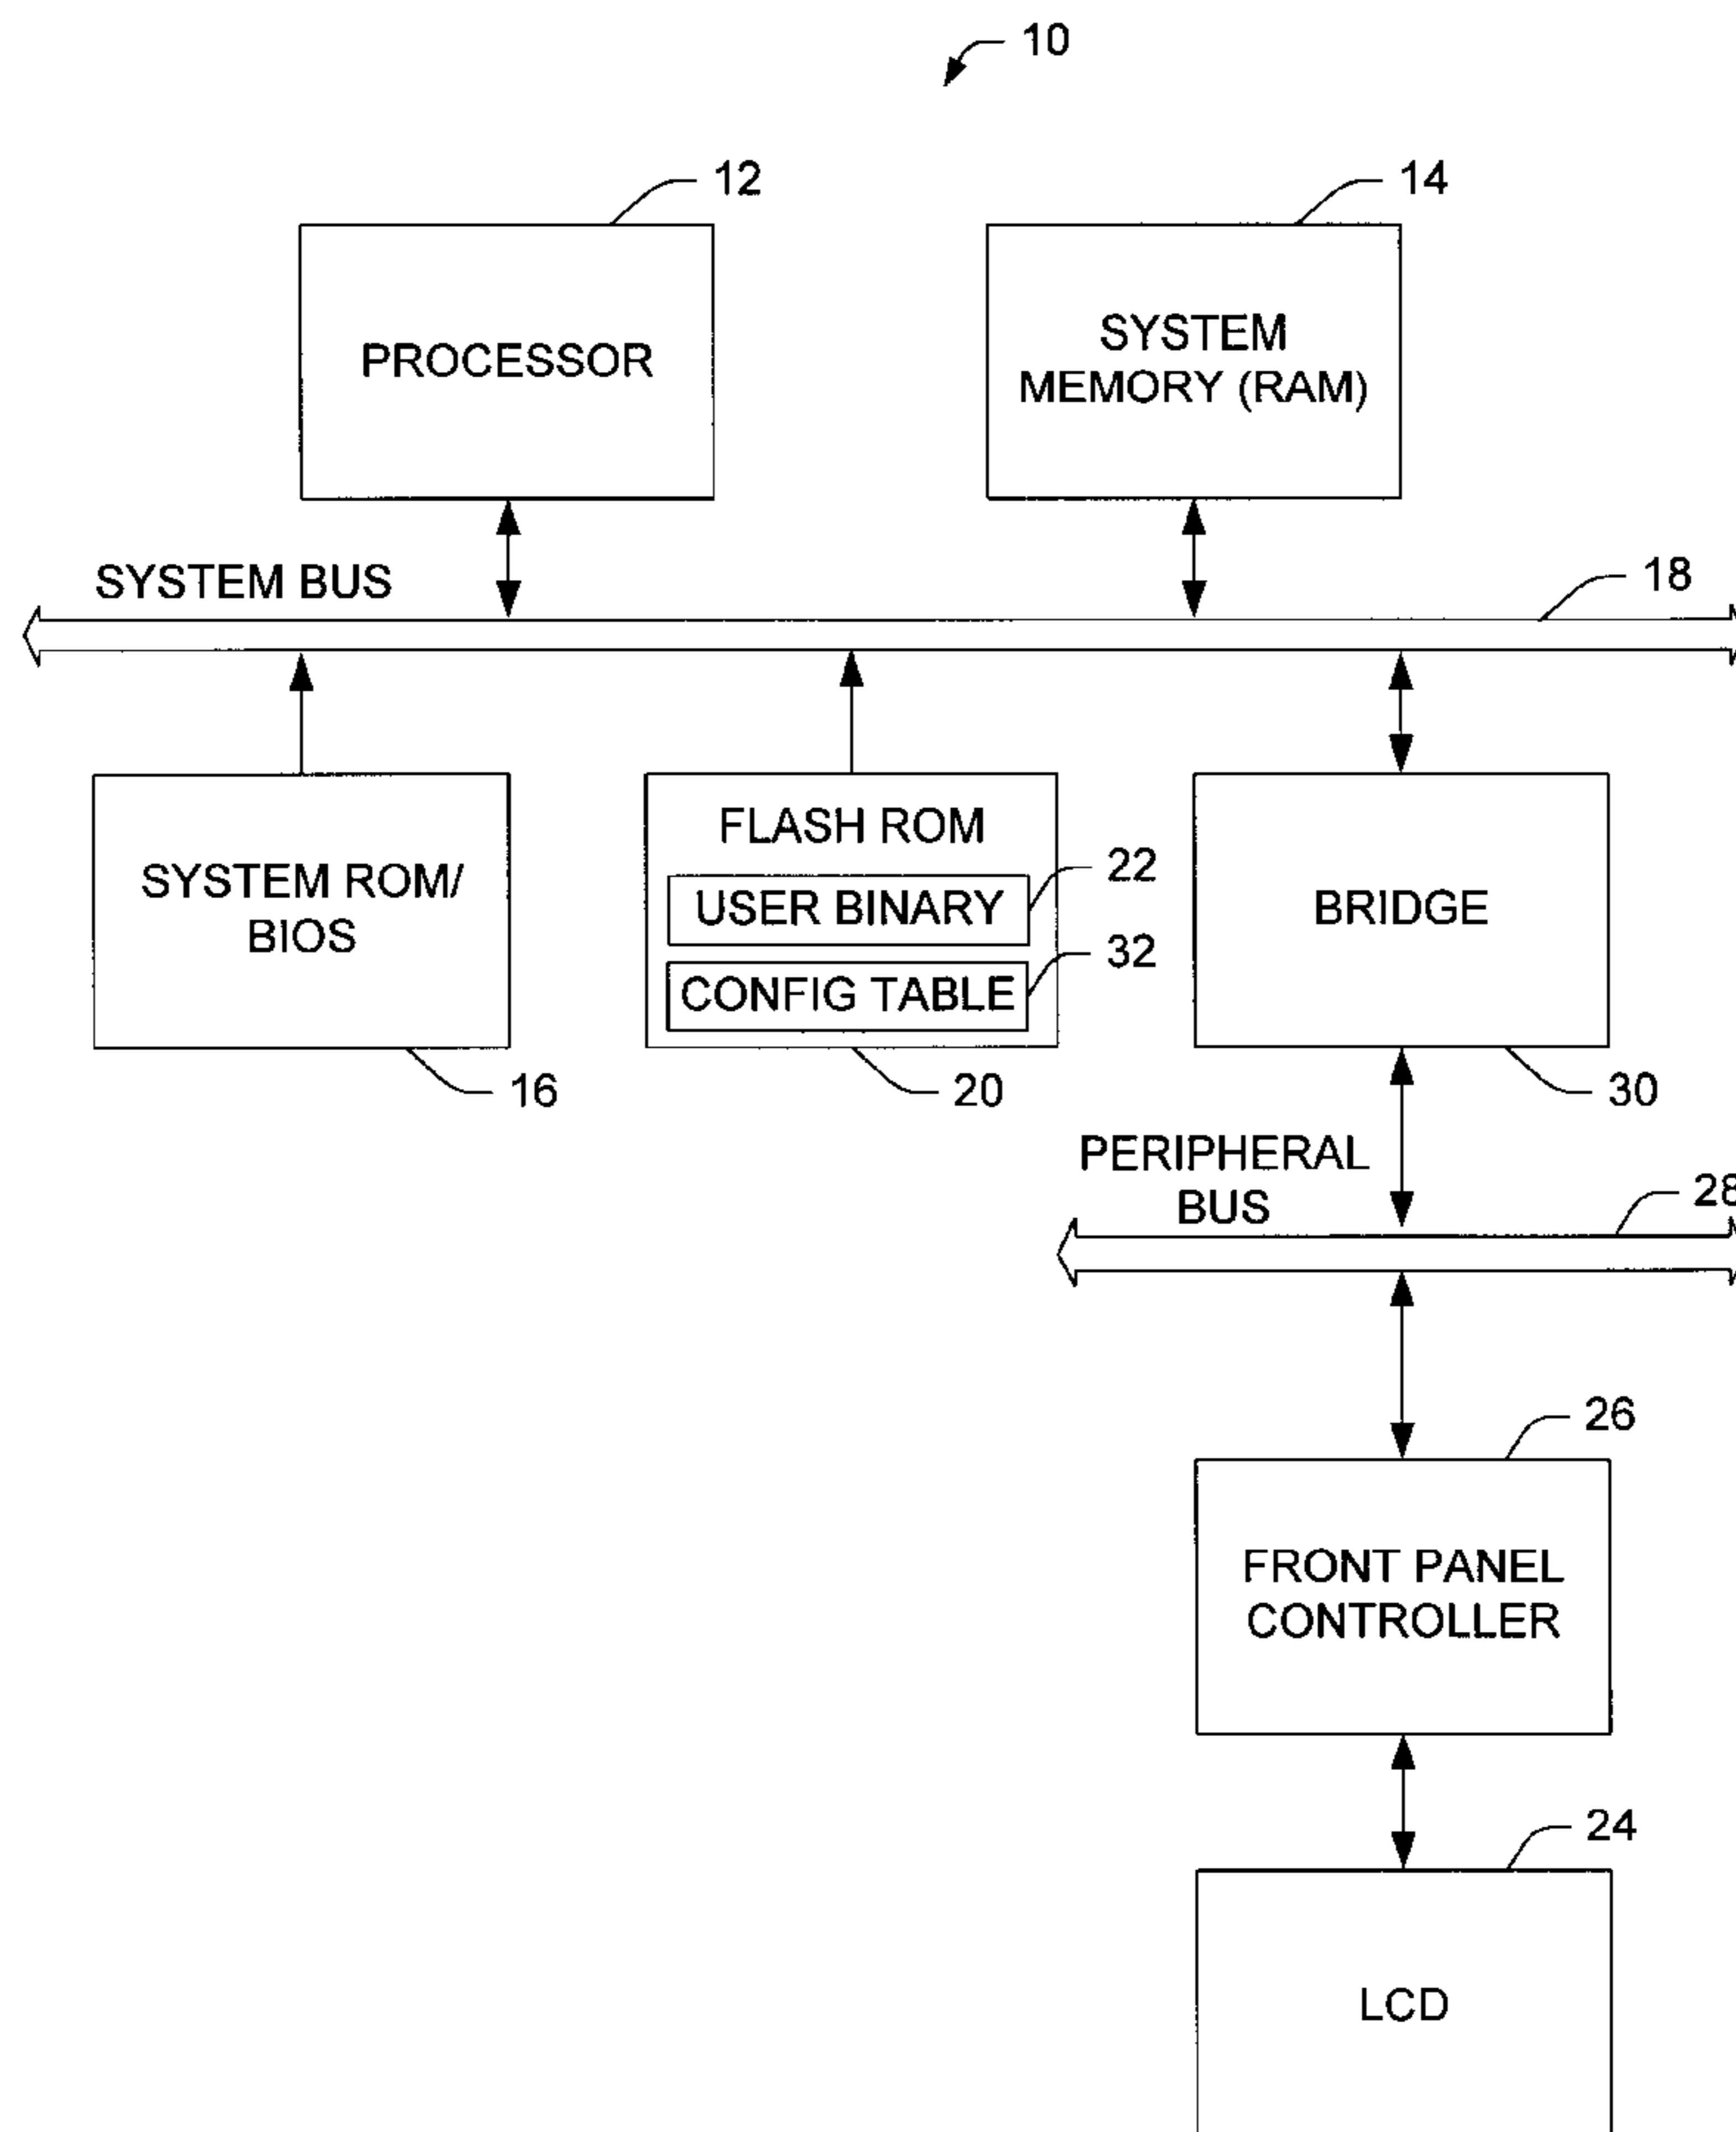 10
12
14
PROCESSOR
SYSTEM
MEMORY (RAM)
SYSTEM BUS
18
SYSTEM ROM/
BIOS
16
FLASH ROM
USER BINARY
22
CONFIG TABLE
32
20
BRIDGE
30
PERIPHERAL
BUS
28
26
FRONT PANEL
CONTROLLER
24
LCD